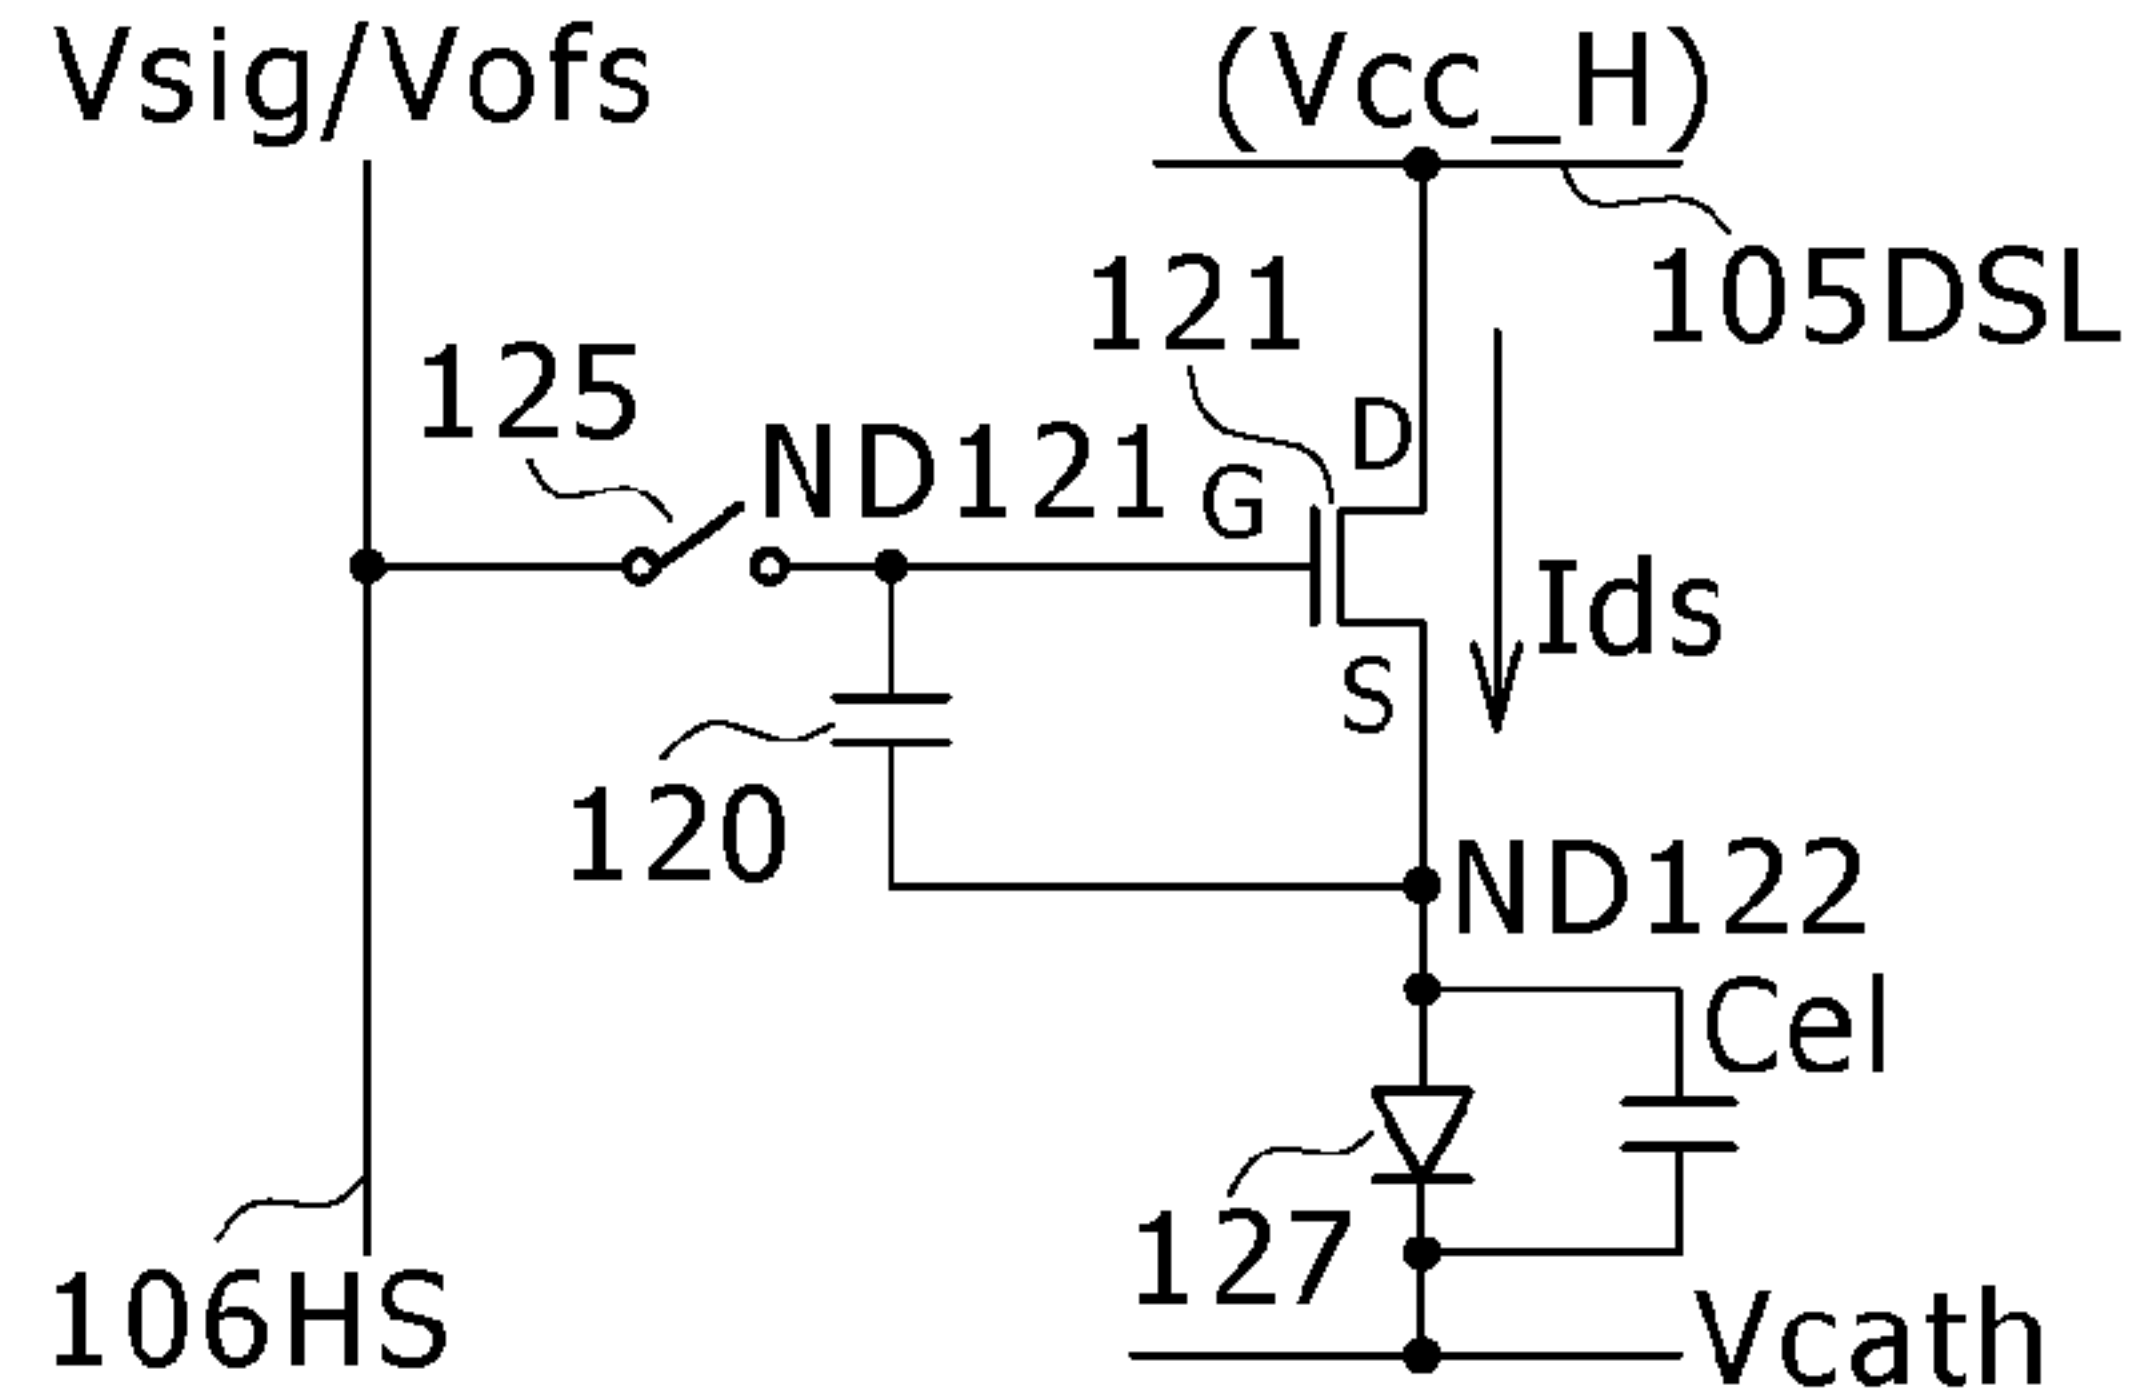 Vsig/Vofs
(Vcc_H)
105DSL
121
125
D
ND121
G
Ids
S
120
ND122
Cel
127
106HS
Vcath